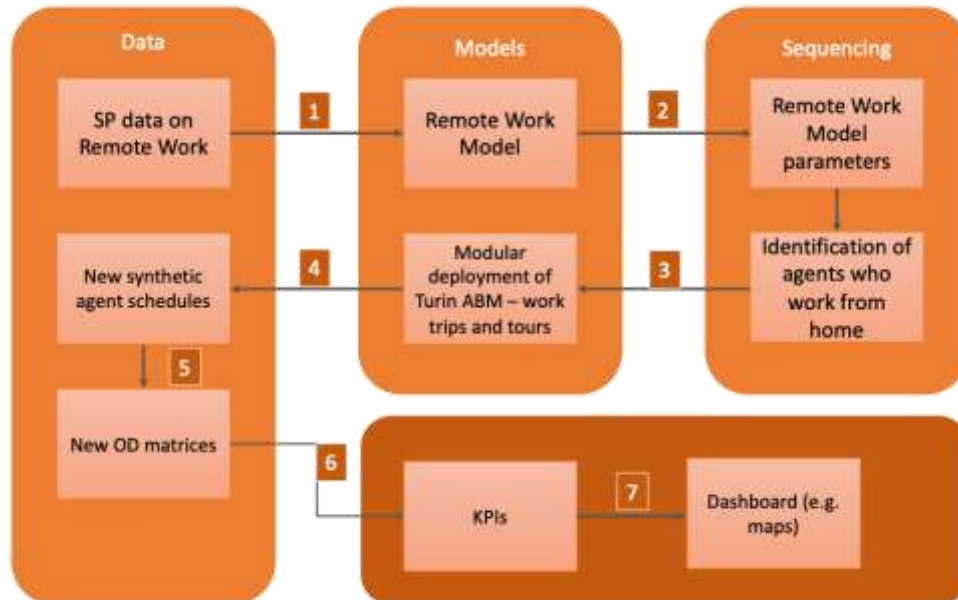 Data
Models
Sequencing
SP data on
Remote Work
1
Remote Work
Model
2
Remote Work
Model
parameters
New synthetic
agent schedules
4
Modular
deployment of
Turin ABM – work
trips and tours
3
Identification of
agents who
work from
home
5
New OD matrices
6
KPIs
7
Dashboard (e.g.
maps)